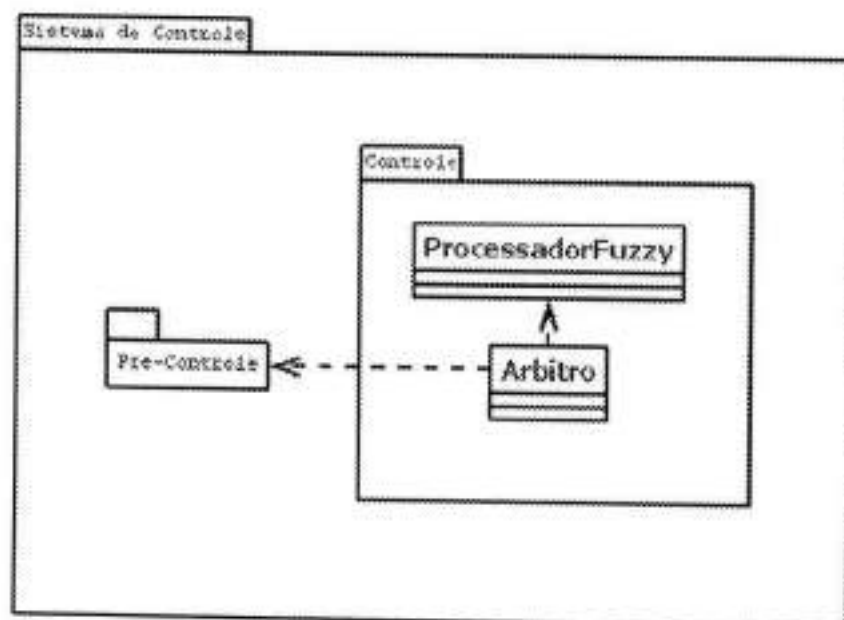 Sistema de Controle
Controle
ProcessadorFuzzy
Pre-Controle
Arbitro